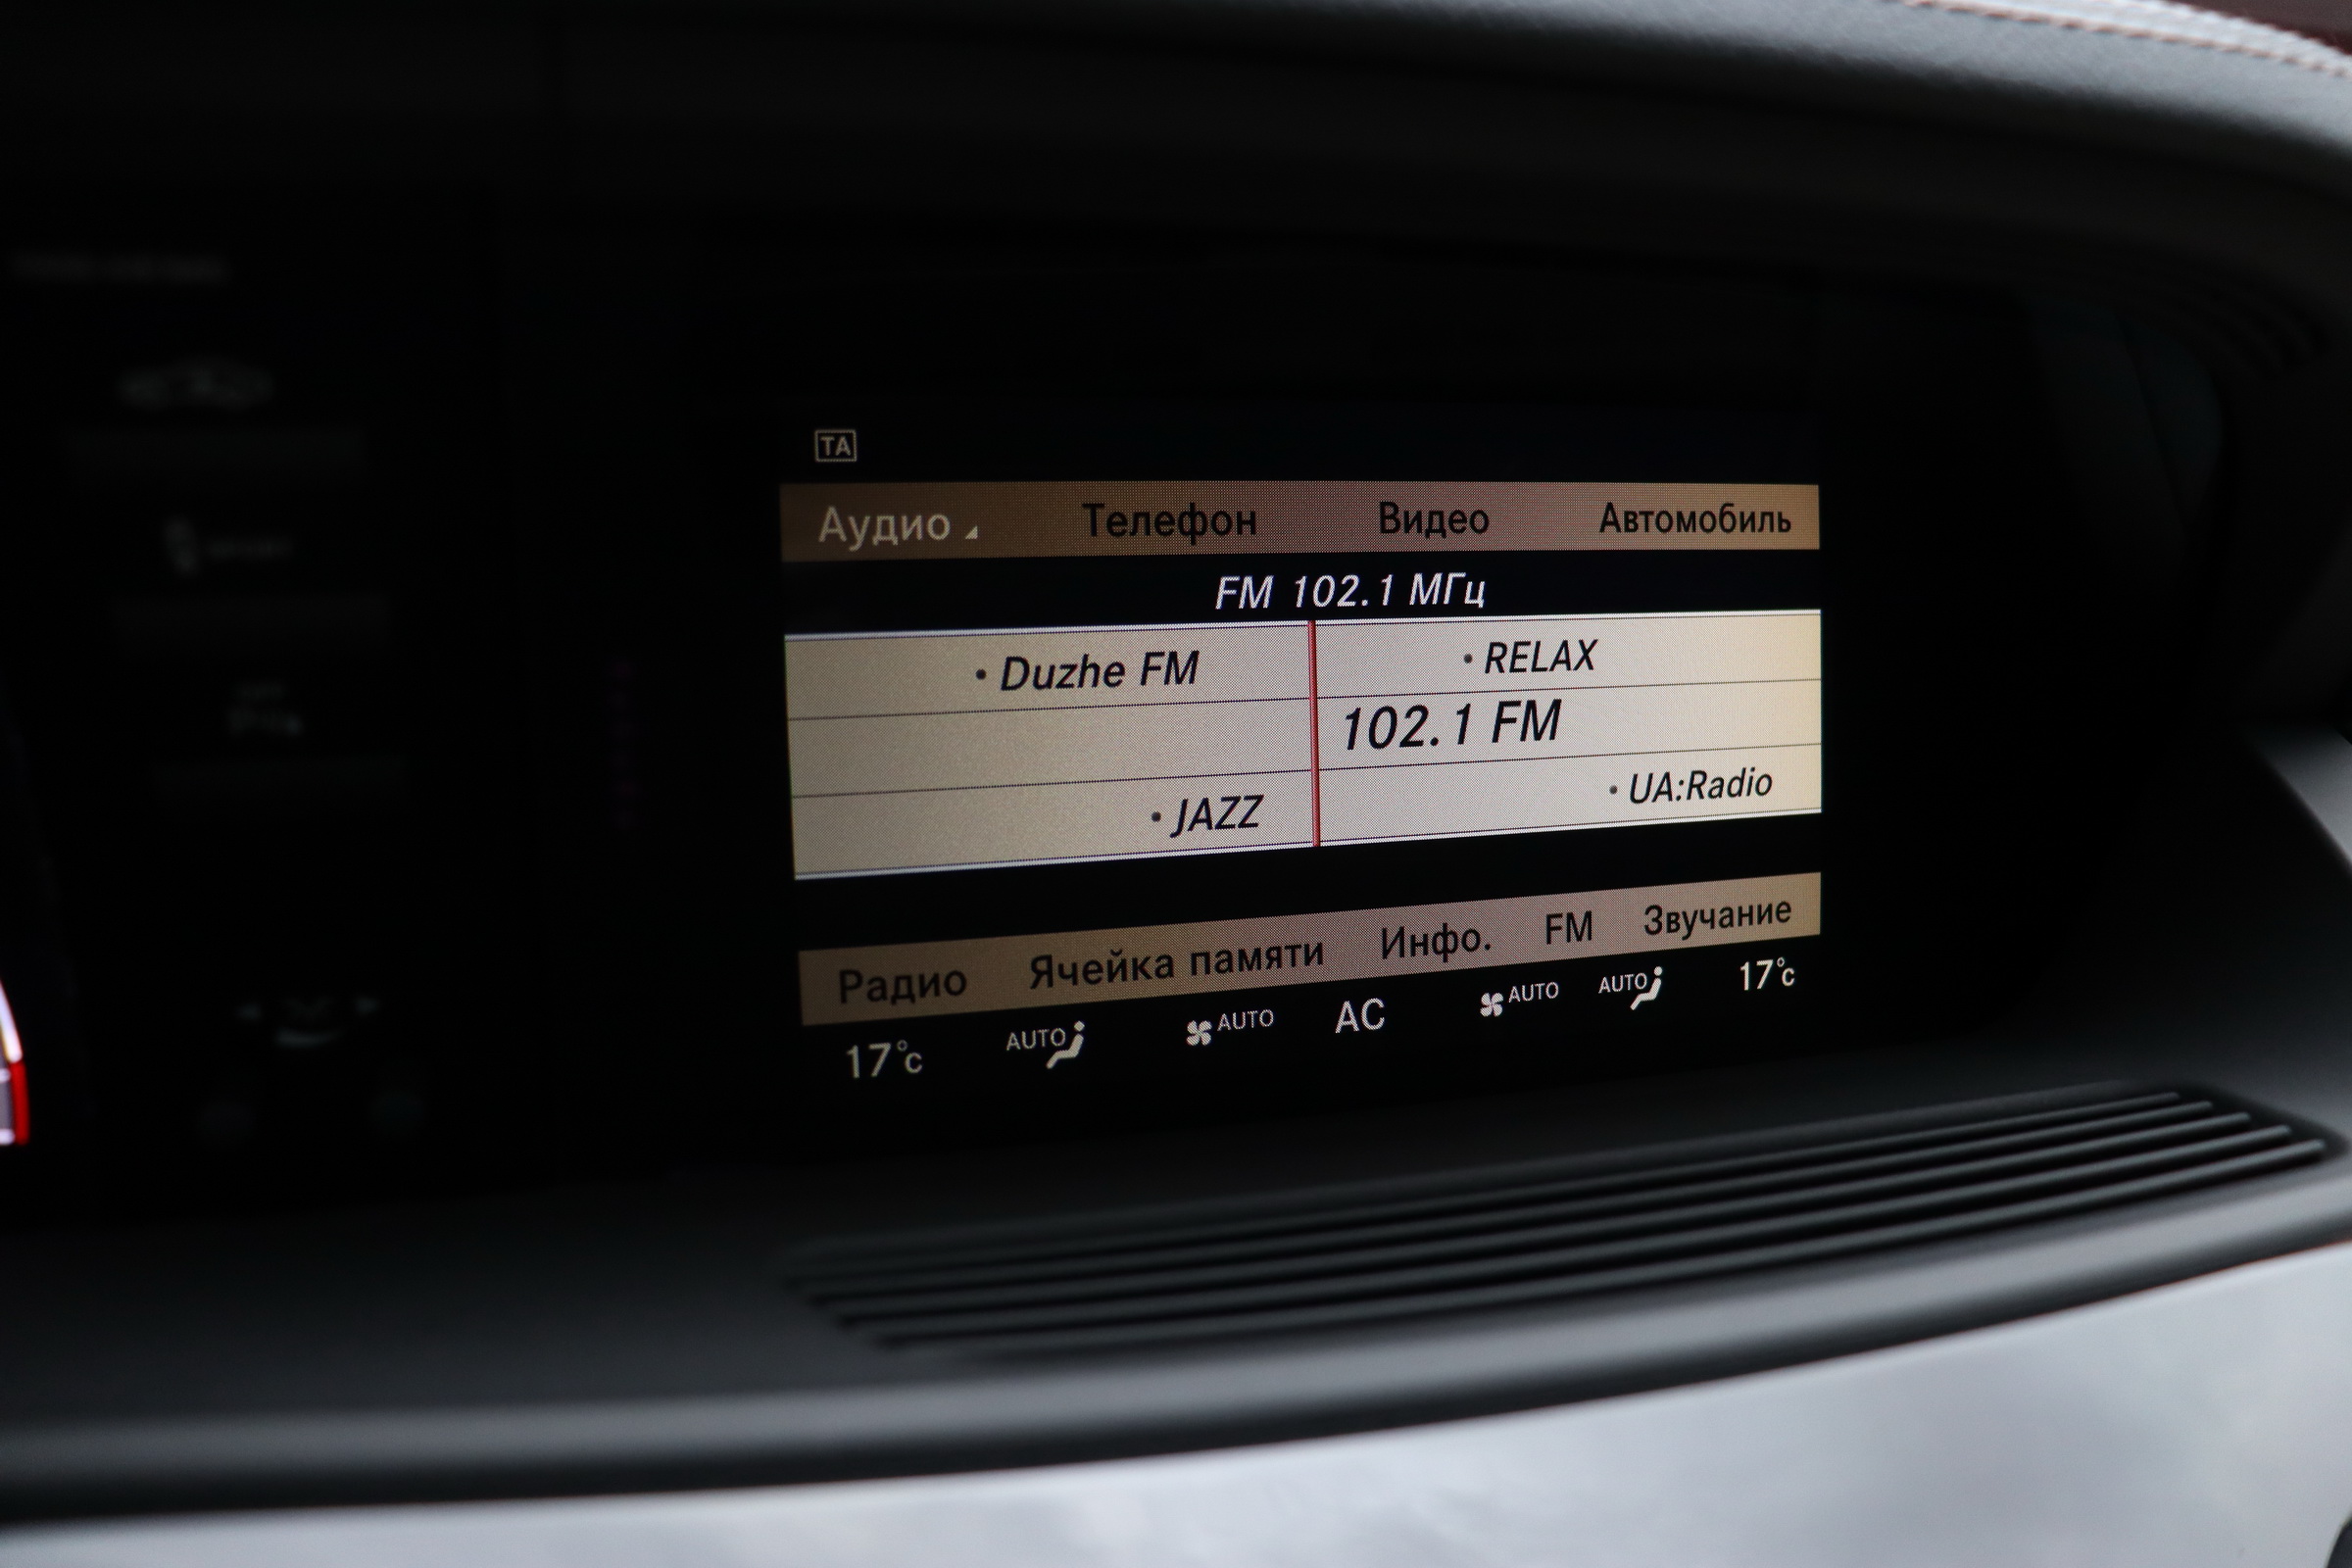 TA
Аудио Телефон Видео Автомобиль
FM 102.1 МГц
• Duzhe FM • RELAX
102.1 FM
• JAZZ • UA:Radio
Радио Ячейка памяти Инфо. FM Звучание
17°c AUTO AUTO AC AUTO AUTO 17°c